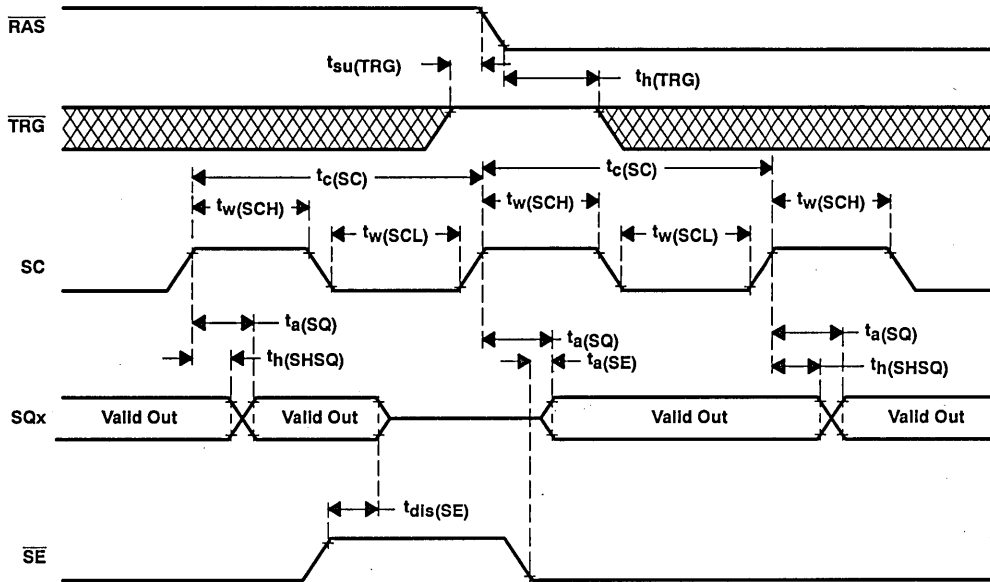 RAS
tsu(TRG)
th(TRG)
TRG
tc(SC)
tc(SC)
tw(SCH)
tw(SCH)
tw(SCH)
tw(SCL)
tw(SCL)
SC
ta(SQ)
ta(SQ)
ta(SQ)
th(SHSQ)
ta(SE)
th(SHSQ)
SQx
Valid Out
Valid Out
Valid Out
Valid Out
tdis(SE)
SE